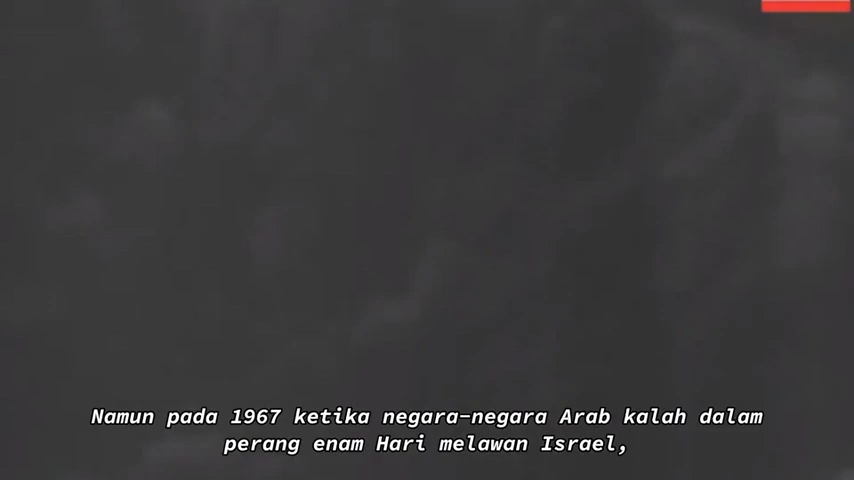 Namun pada 1967 ketika negara-negara Arab kalah dalam
perang enam Hari melawan Israel,